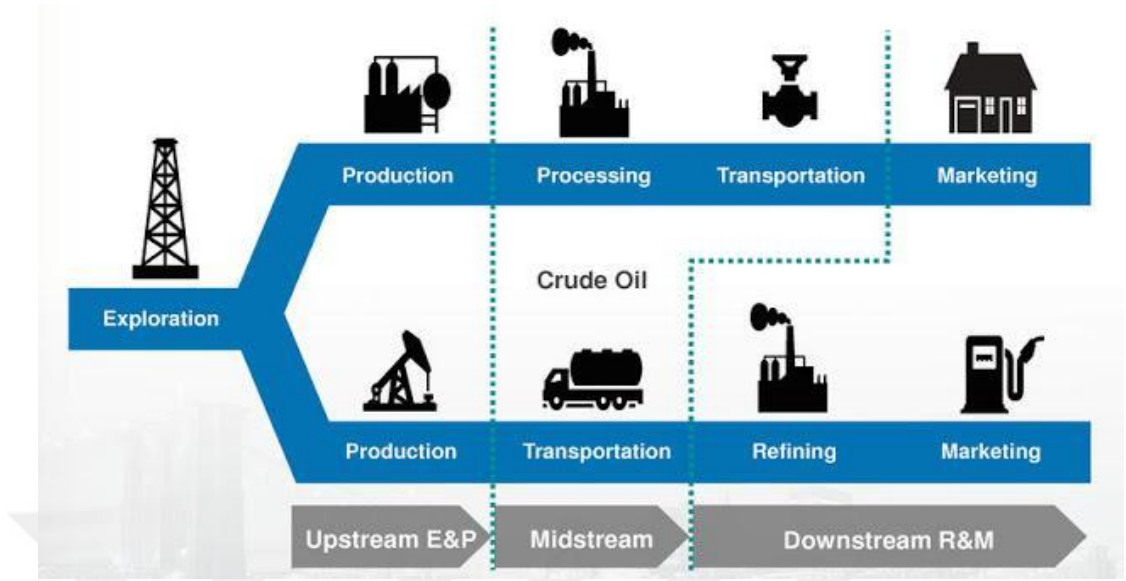 Production
Processing
Transportation
Marketing
Crude Oil
Exploration
Production
Transportation
Refining
Marketing
Upstream E&P
Midstream
Downstream R&M